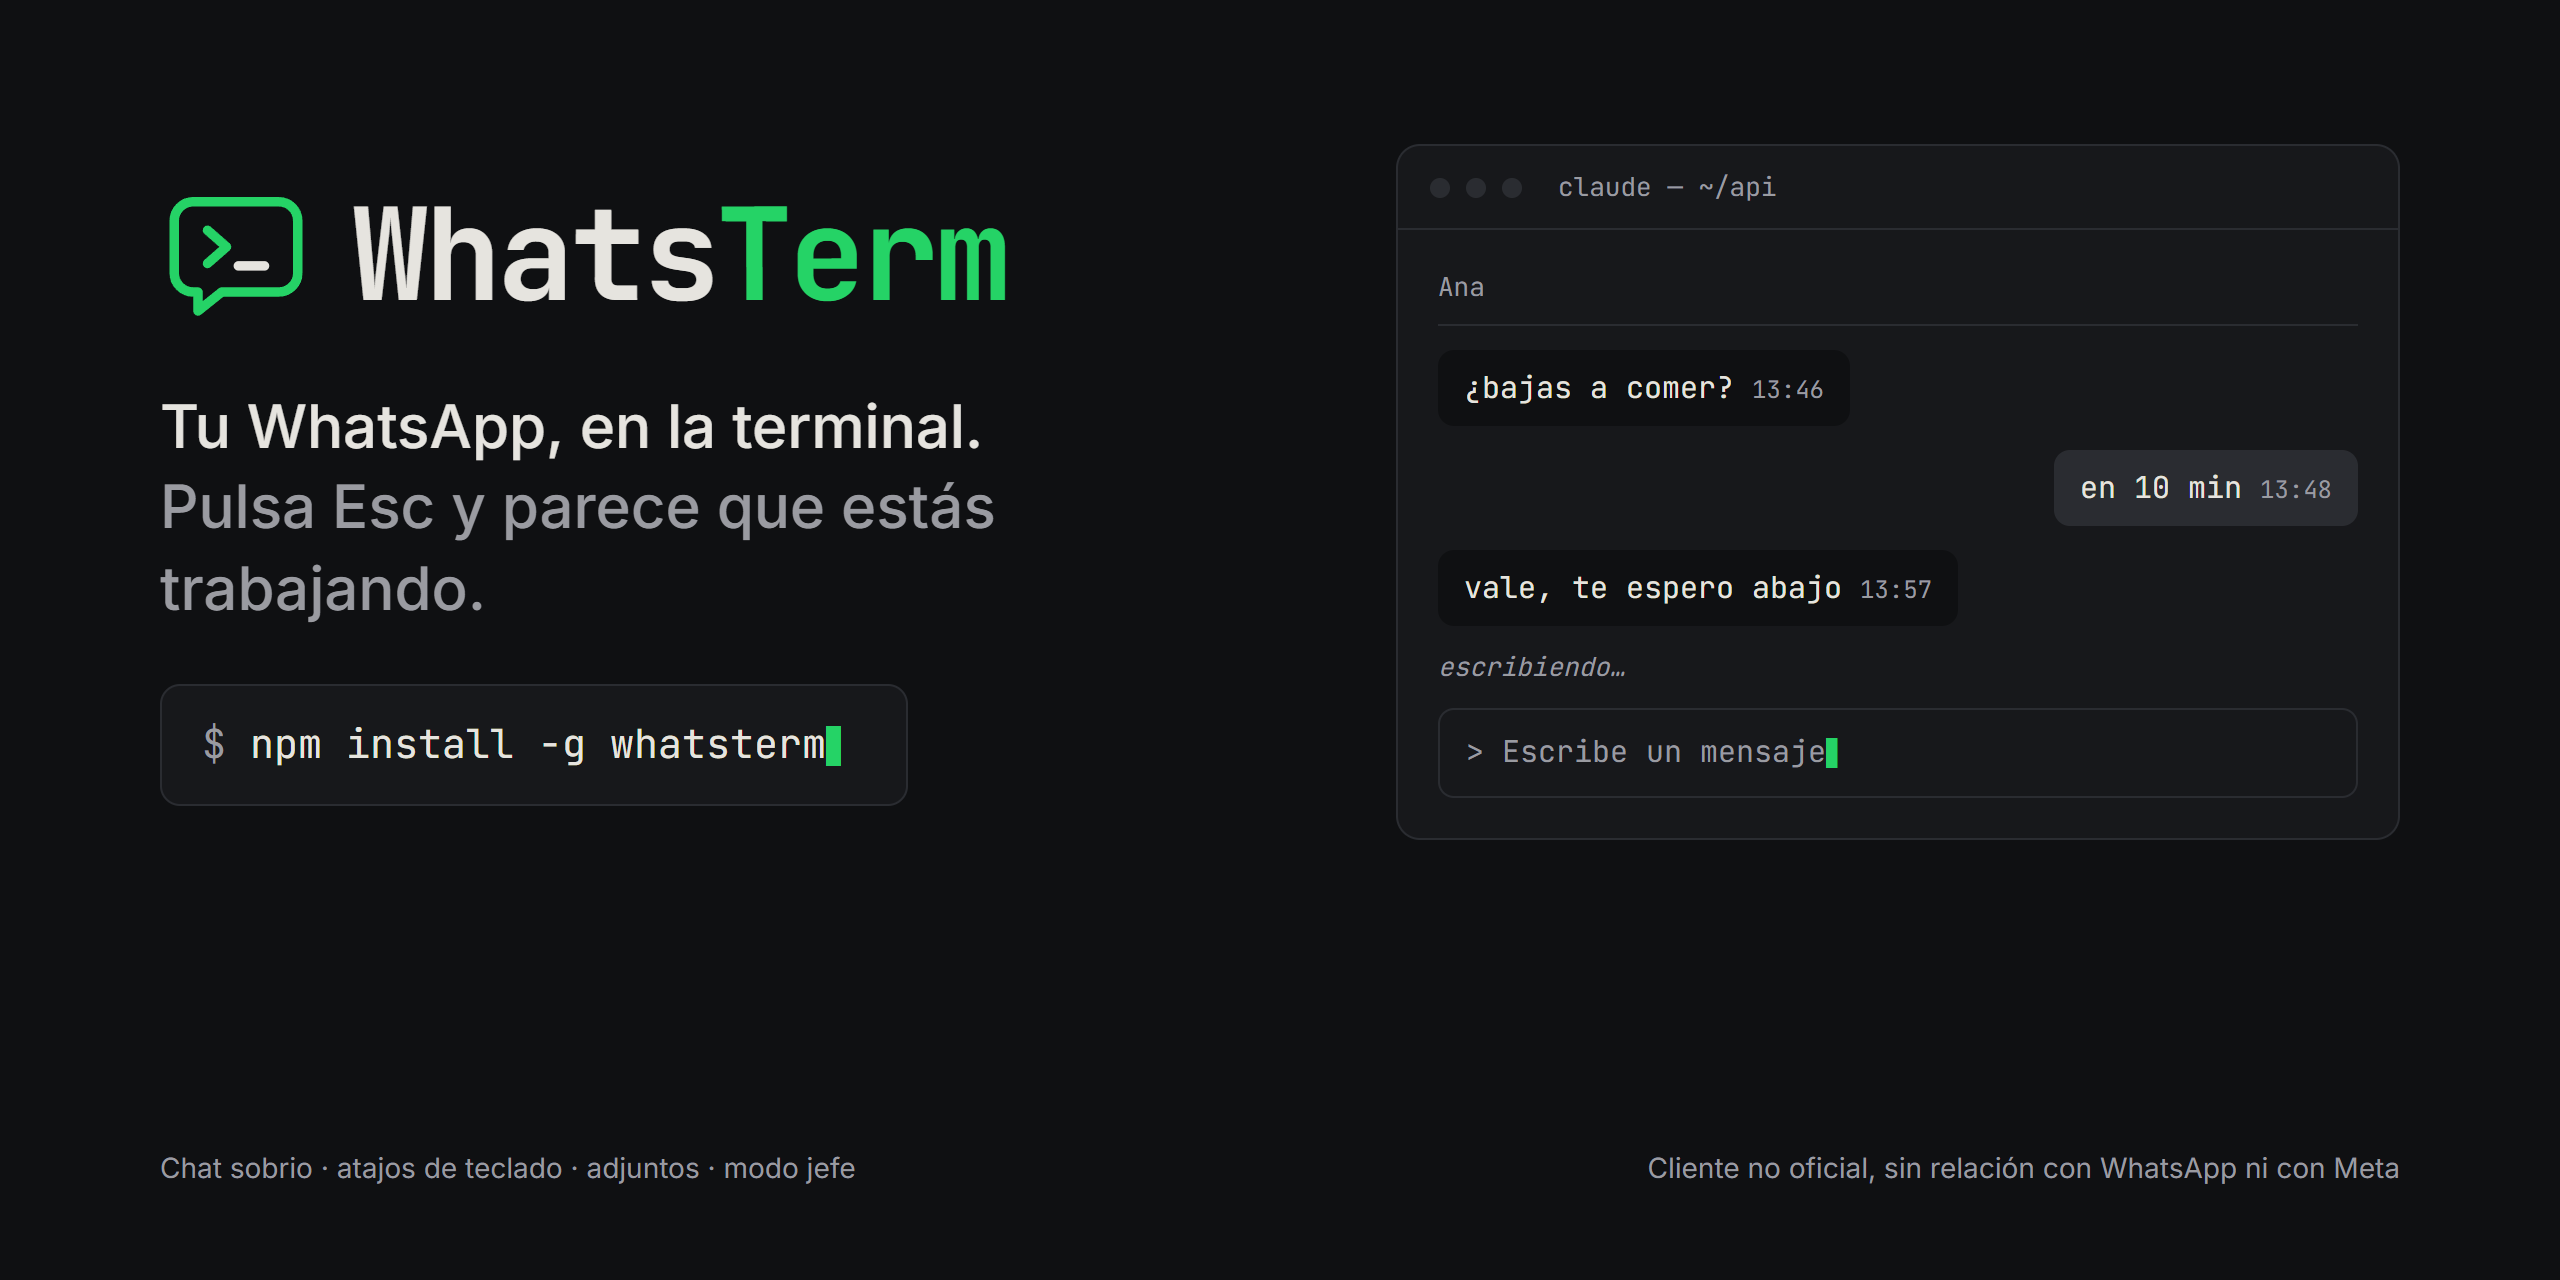 WhatsTerm
Tu WhatsApp, en la terminal.
Pulsa Esc y parece que estás
trabajando.
$ npm install -g whatsterm
claude — ~/api
Ana
¿bajas a comer? 13:46
en 10 min 13:48
vale, te espero abajo 13:57
escribiendo…
> Escribe un mensaje
Chat sobrio · atajos de teclado · adjuntos · modo jefe
Cliente no oficial, sin relación con WhatsApp ni con Meta